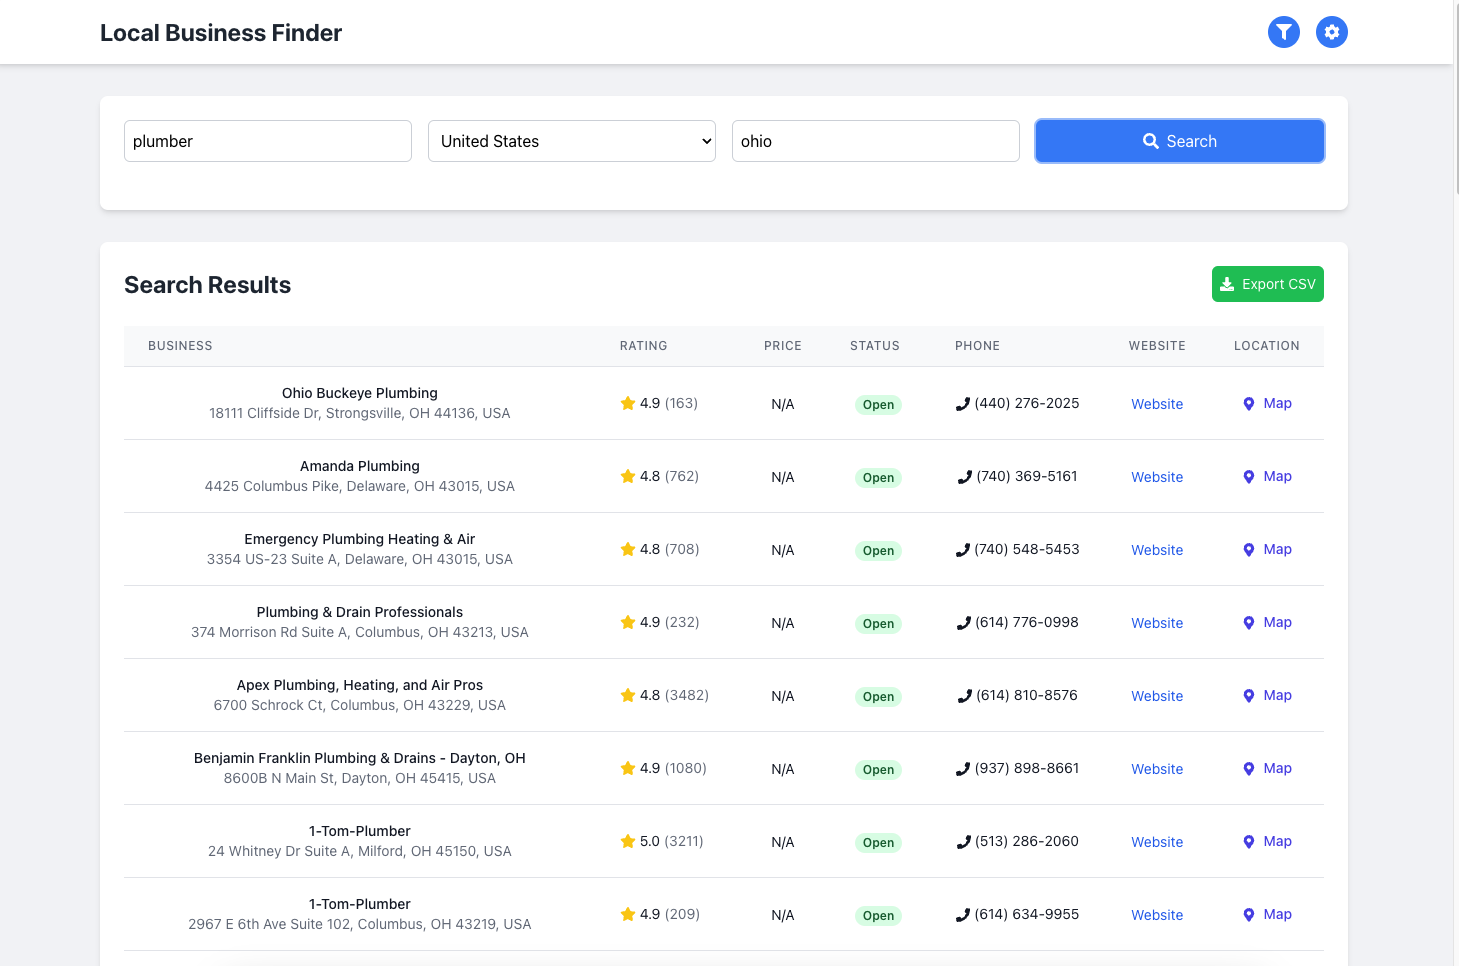 Local Business Finder
plumber United States ohio Search
Search Results Export CSV
BUSINESS RATING PRICE STATUS PHONE WEBSITE LOCATION
Ohio Buckeye Plumbing
18111 Cliffside Dr, Strongsville, OH 44136, USA
4.9 (163) N/A Open (440) 276-2025 Website Map
Amanda Plumbing
4425 Columbus Pike, Delaware, OH 43015, USA
4.8 (762) N/A Open (740) 369-5161 Website Map
Emergency Plumbing Heating & Air
3354 US-23 Suite A, Delaware, OH 43015, USA
4.8 (708) N/A Open (740) 548-5453 Website Map
Plumbing & Drain Professionals
374 Morrison Rd Suite A, Columbus, OH 43213, USA
4.9 (232) N/A Open (614) 776-0998 Website Map
Apex Plumbing, Heating, and Air Pros
6700 Schrock Ct, Columbus, OH 43229, USA
4.8 (3482) N/A Open (614) 810-8576 Website Map
Benjamin Franklin Plumbing & Drains - Dayton, OH
8600B N Main St, Dayton, OH 45415, USA
4.9 (1080) N/A Open (937) 898-8661 Website Map
1-Tom-Plumber
24 Whitney Dr Suite A, Milford, OH 45150, USA
5.0 (3211) N/A Open (513) 286-2060 Website Map
1-Tom-Plumber
2967 E 6th Ave Suite 102, Columbus, OH 43219, USA
4.9 (209) N/A Open (614) 634-9955 Website Map